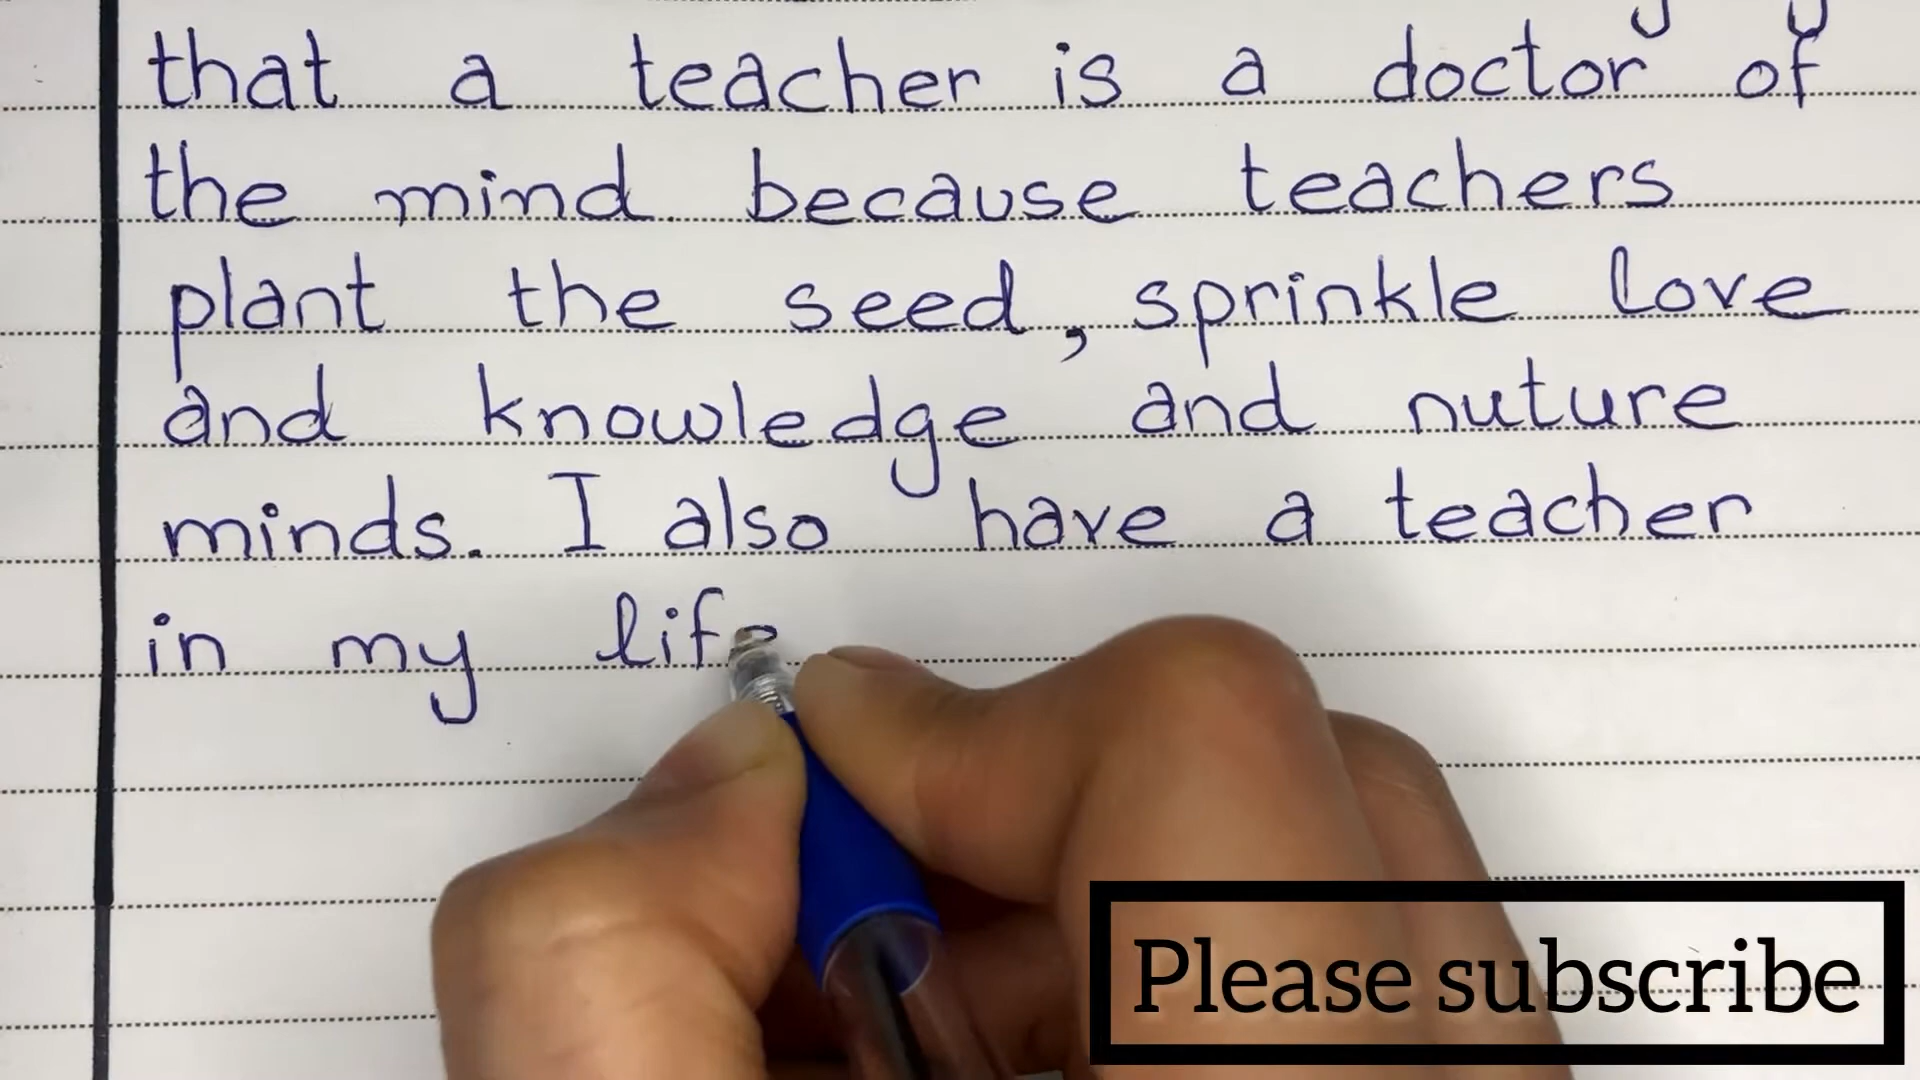 that a teacher is a doctor of
the mind because teachers
plant the seed, sprinkle love
and knowledge and nuture
minds. I also have a teacher
in my life
Please subscribe